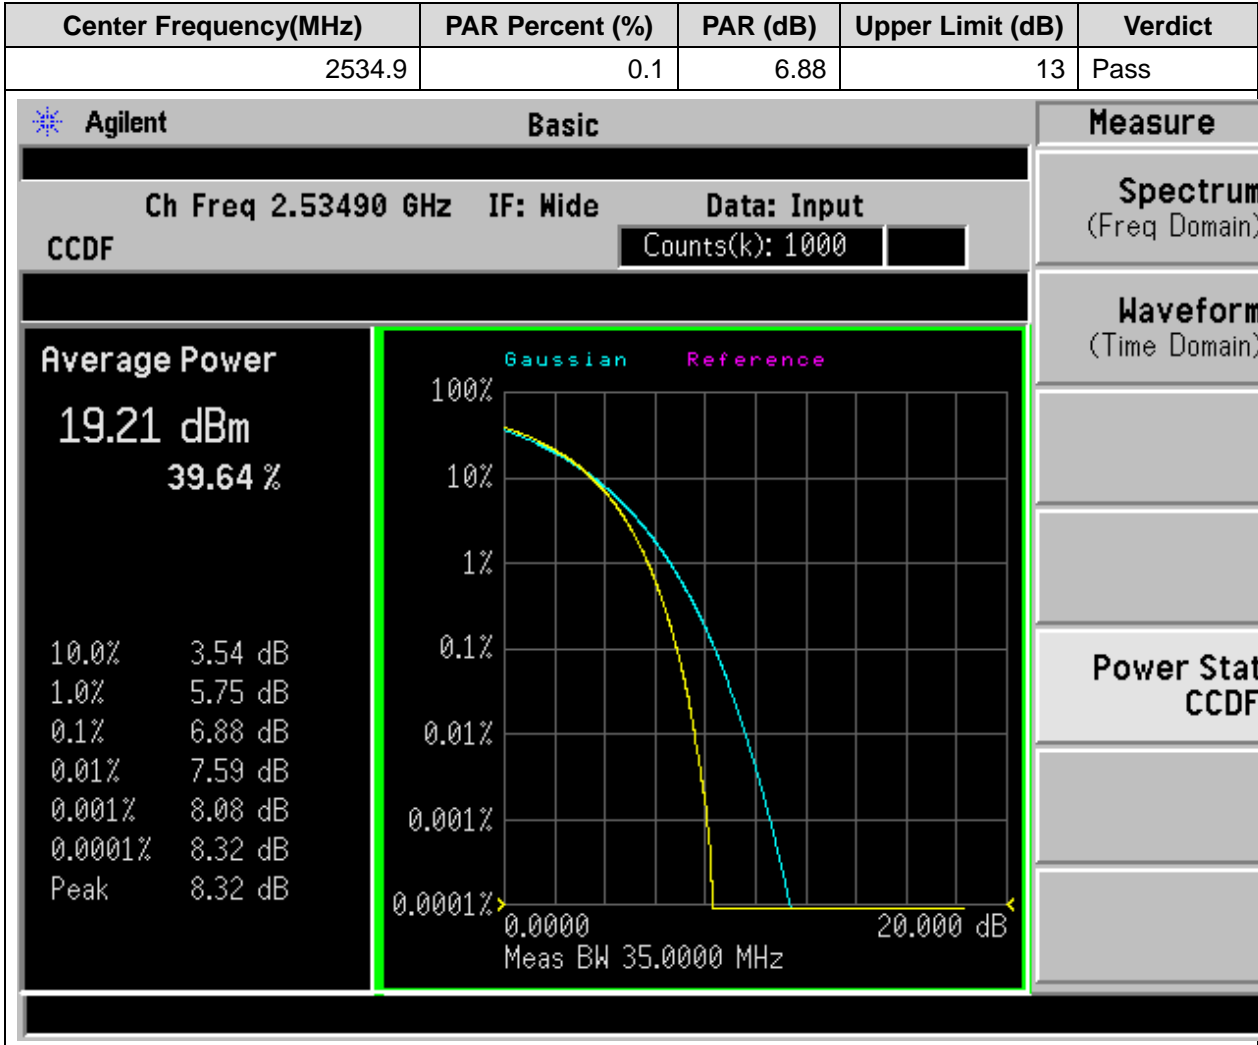 Center Frequency(MHz) PAR Percent (%) PAR (dB) Upper Limit (dB) Verdict
2534.9 0.1 6.88 13 Pass
Agilent Basic Measure
Ch Freq 2.53490 GHz IF: Wide Data: Input
CCDF Counts(k): 1000
Spectrum
(Freq Domain)
Waveform
(Time Domain)
Power Stat
CCDF
Average Power
19.21 dBm
39.64 %
10.0% 3.54 dB
1.0% 5.75 dB
0.1% 6.88 dB
0.01% 7.59 dB
0.001% 8.08 dB
0.0001% 8.32 dB
Peak 8.32 dB
Gaussian Reference
100%
10%
1%
0.1%
0.01%
0.001%
0.0001%
0.0000 20.000 dB
Meas BW 35.0000 MHz